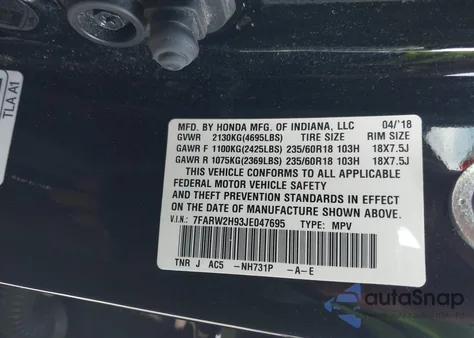 TLA A1
MFD. BY HONDA MFG. OF INDIANA, LLC 04/'18
GVWR 2130KG(4695LBS) TIRE SIZE RIM SIZE
GAWR F 1100KG(2425LBS) 235/60R18 103H 18X7.5J
GAWR R 1075KG(2369LBS) 235/60R18 103H 18X7.5J
THIS VEHICLE CONFORMS TO ALL APPLICABLE
FEDERAL MOTOR VEHICLE SAFETY
AND THEFT PREVENTION STANDARDS IN EFFECT
ON THE DATE OF MANUFACTURE SHOWN ABOVE.
V.I.N.: 7FARW2H93JE047695 TYPE: MPV
TNR J AC5 -NH731P -A-E
autoSnap